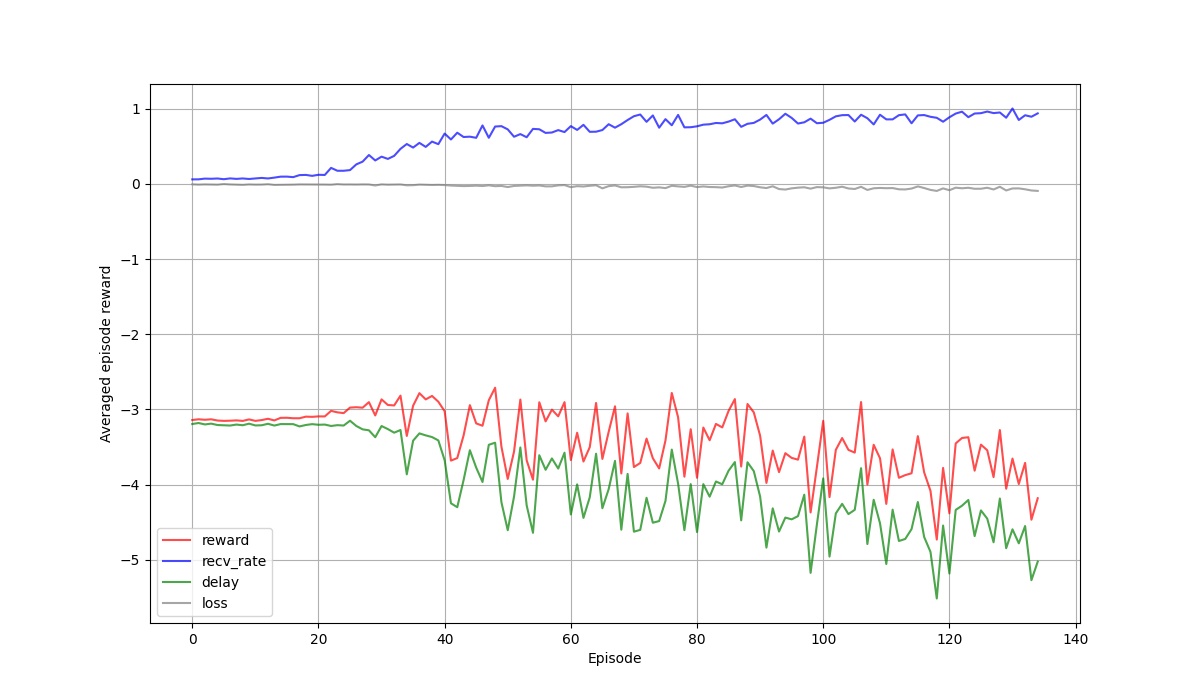 1
0
−1
−2
−3
−4
−5
Averaged episode reward
reward
recv_rate
delay
loss
0 20 40 60 80 100 120 140
Episode